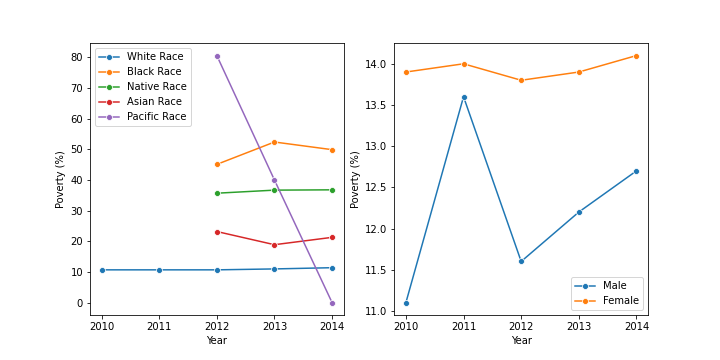 White Race
Black Race
Native Race
Asian Race
Pacific Race
Poverty (%)
80
70
60
50
40
30
20
10
0
2010 2011 2012 2013 2014
Year
Poverty (%)
14.0
13.5
13.0
12.5
12.0
11.5
11.0
Male
Female
2010 2011 2012 2013 2014
Year